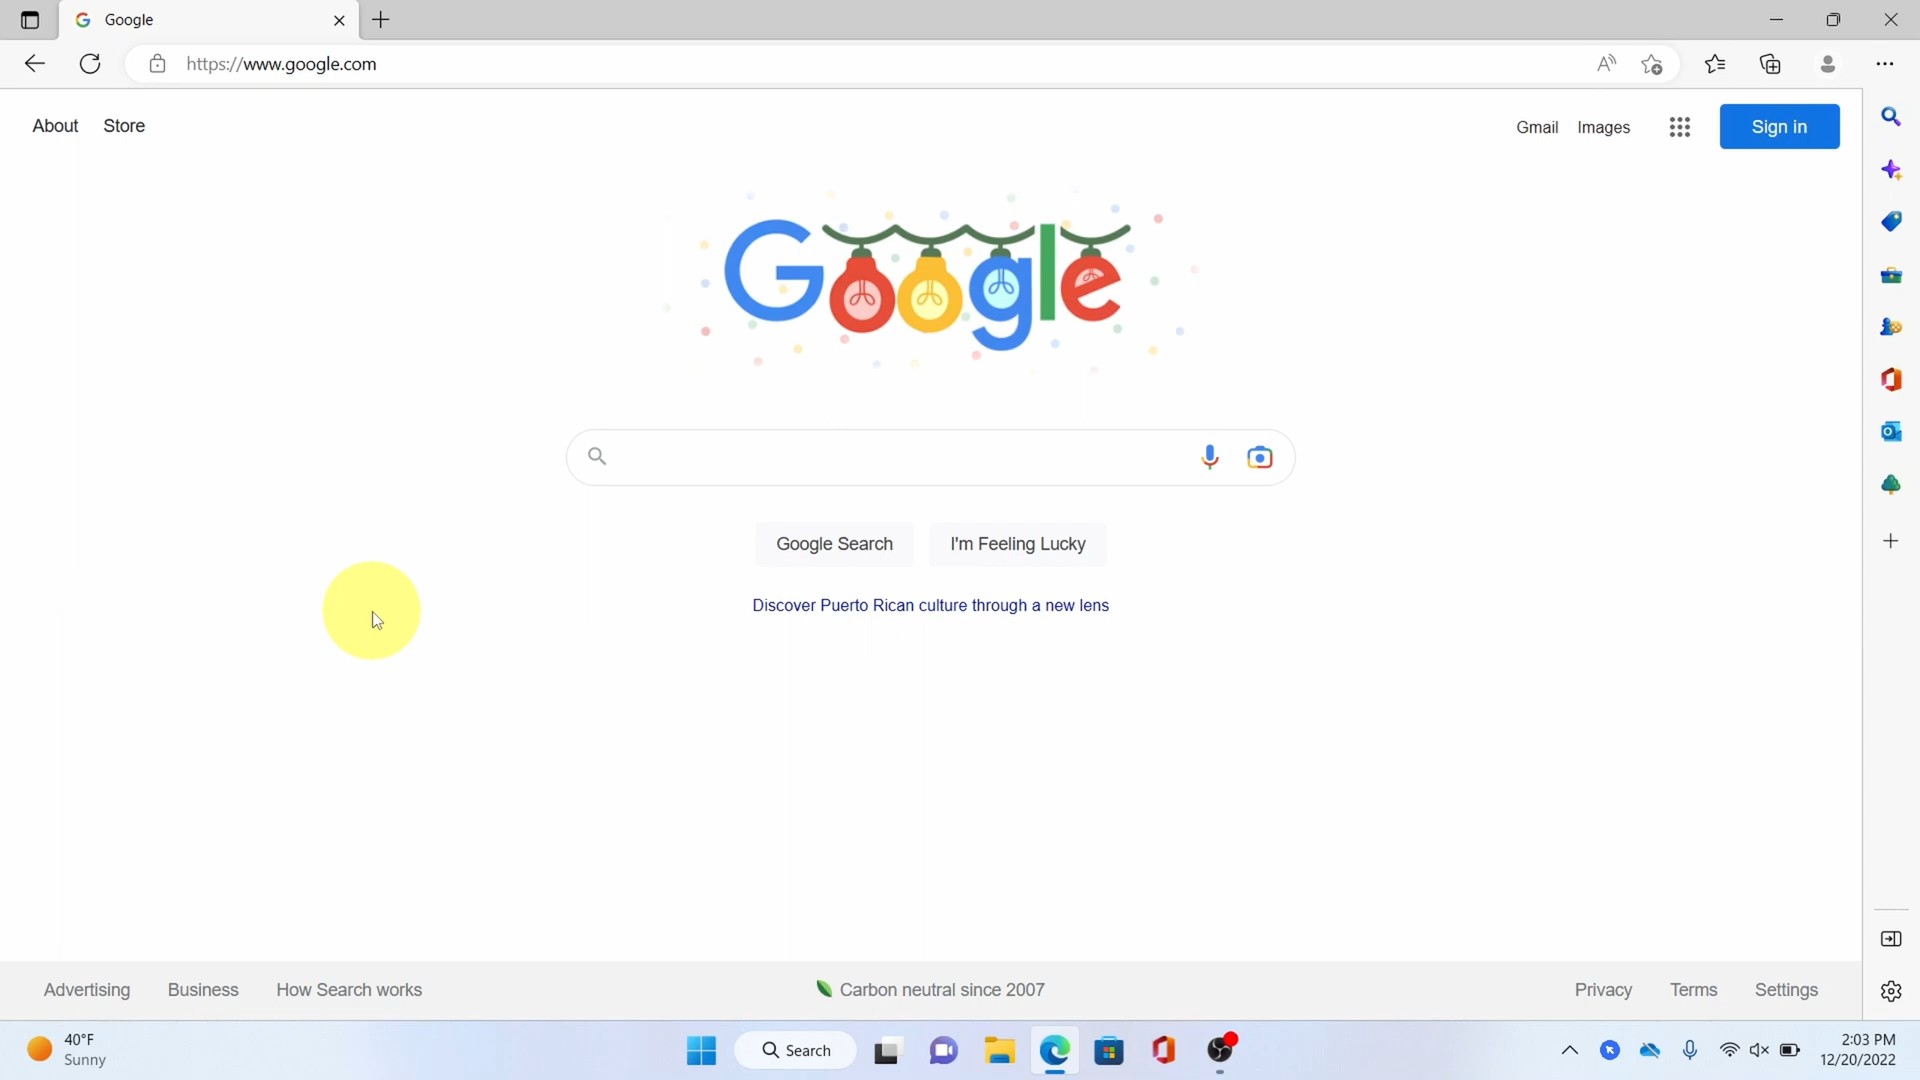 Google
https://www.google.com
About Store
Gmail Images Sign in
Google
Google Search I'm Feeling Lucky
Discover Puerto Rican culture through a new lens
Advertising Business How Search works Carbon neutral since 2007 Privacy Terms Settings
40°F
Sunny
Search
2:03 PM
12/20/2022